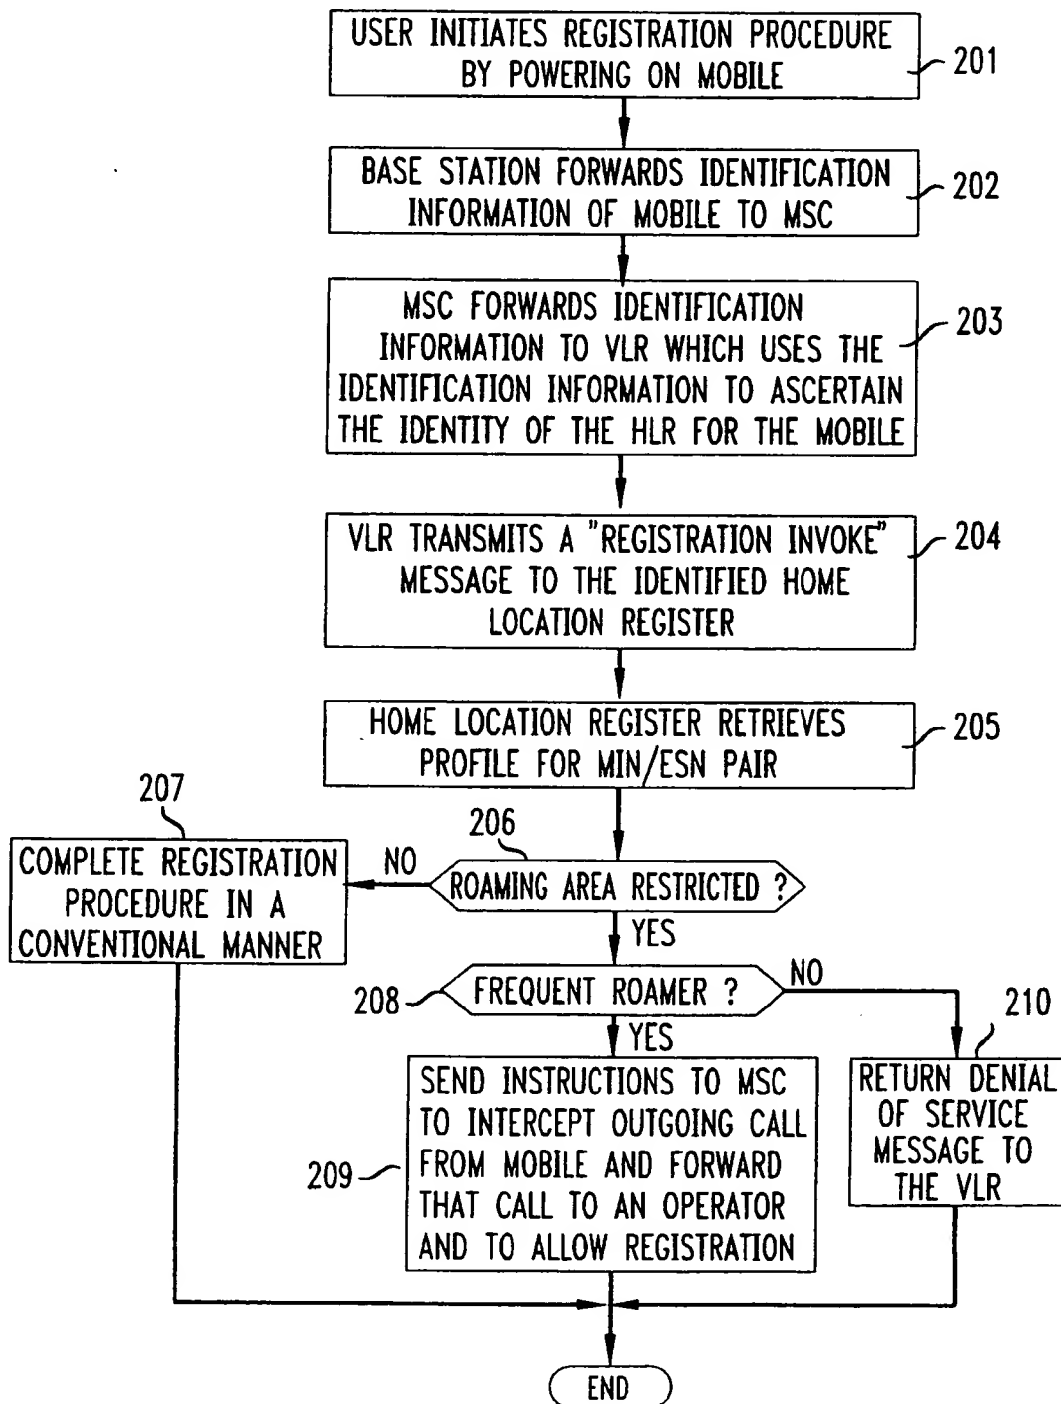 USER INITIATES REGISTRATION PROCEDURE
BY POWERING ON MOBILE
201
BASE STATION FORWARDS IDENTIFICATION
INFORMATION OF MOBILE TO MSC
202
MSC FORWARDS IDENTIFICATION
INFORMATION TO VLR WHICH USES THE
IDENTIFICATION INFORMATION TO ASCERTAIN
THE IDENTITY OF THE HLR FOR THE MOBILE
203
VLR TRANSMITS A "REGISTRATION INVOKE"
MESSAGE TO THE IDENTIFIED HOME
LOCATION REGISTER
204
HOME LOCATION REGISTER RETRIEVES
PROFILE FOR MIN/ESN PAIR
205
206
ROAMING AREA RESTRICTED ?
NO
207
COMPLETE REGISTRATION
PROCEDURE IN A
CONVENTIONAL MANNER
YES
208
FREQUENT ROAMER ?
NO
YES
209
SEND INSTRUCTIONS TO MSC
TO INTERCEPT OUTGOING CALL
FROM MOBILE AND FORWARD
THAT CALL TO AN OPERATOR
AND TO ALLOW REGISTRATION
210
RETURN DENIAL
OF SERVICE
MESSAGE TO
THE VLR
END